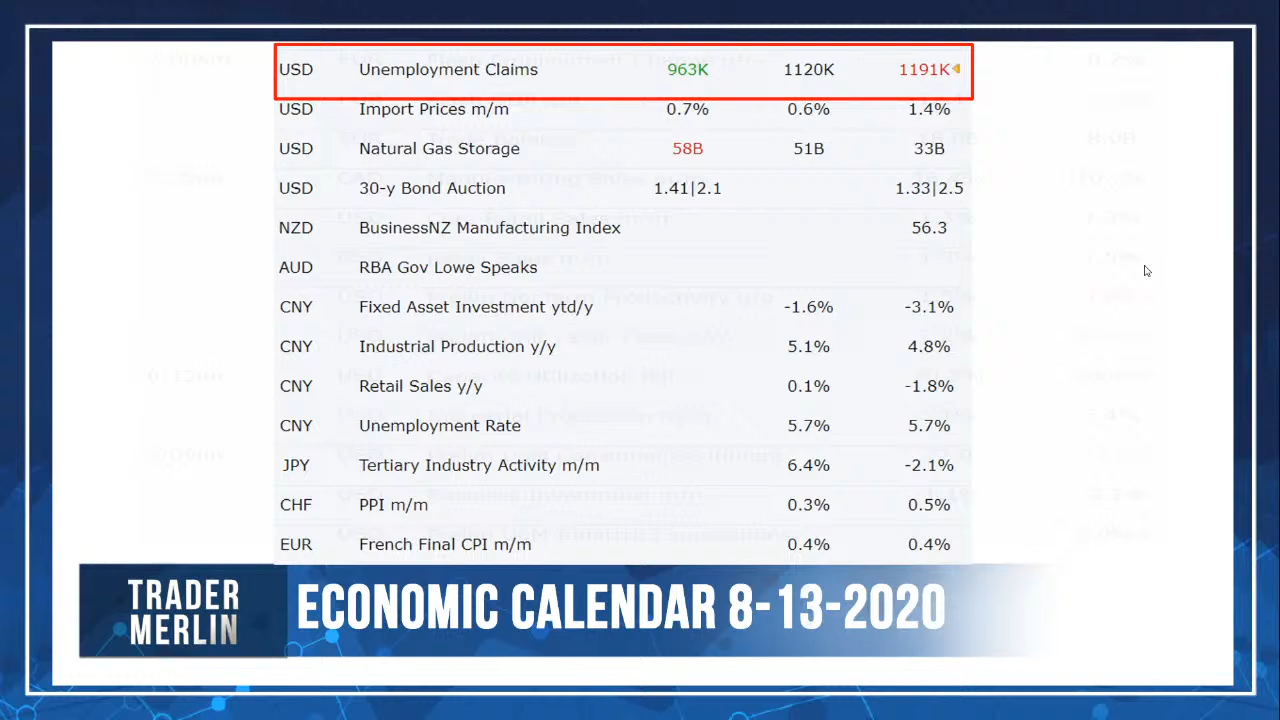 USD Unemployment Claims 963K 1120K 1191K
USD Import Prices m/m 0.7% 0.6% 1.4%
USD Natural Gas Storage 58B 51B 33B
USD 30-y Bond Auction 1.41|2.1 1.33|2.5
NZD BusinessNZ Manufacturing Index 56.3
AUD RBA Gov Lowe Speaks
CNY Fixed Asset Investment ytd/y -1.6% -3.1%
CNY Industrial Production y/y 5.1% 4.8%
CNY Retail Sales y/y 0.1% -1.8%
CNY Unemployment Rate 5.7% 5.7%
JPY Tertiary Industry Activity m/m 6.4% -2.1%
CHF PPI m/m 0.3% 0.5%
EUR French Final CPI m/m 0.4% 0.4%
TRADER
MERLIN
ECONOMIC CALENDAR 8-13-2020